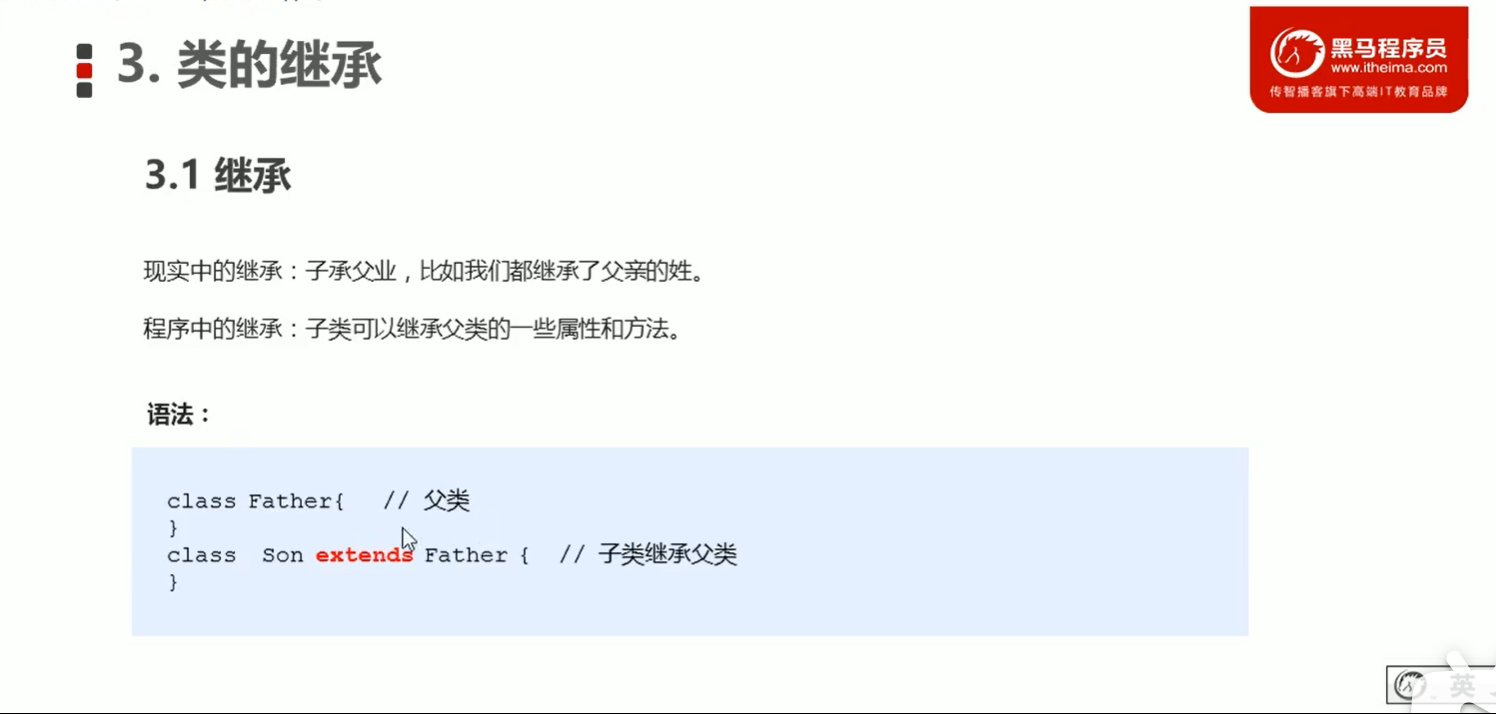 3. 类的继承
黑马程序员
www.itheima.com
传智播客旗下高端IT教育品牌
3.1 继承
现实中的继承：子承父业，比如我们都继承了父亲的姓。
程序中的继承：子类可以继承父类的一些属性和方法。
语法：
class Father{ // 父类
}
class Son extends Father { // 子类继承父类
}
英